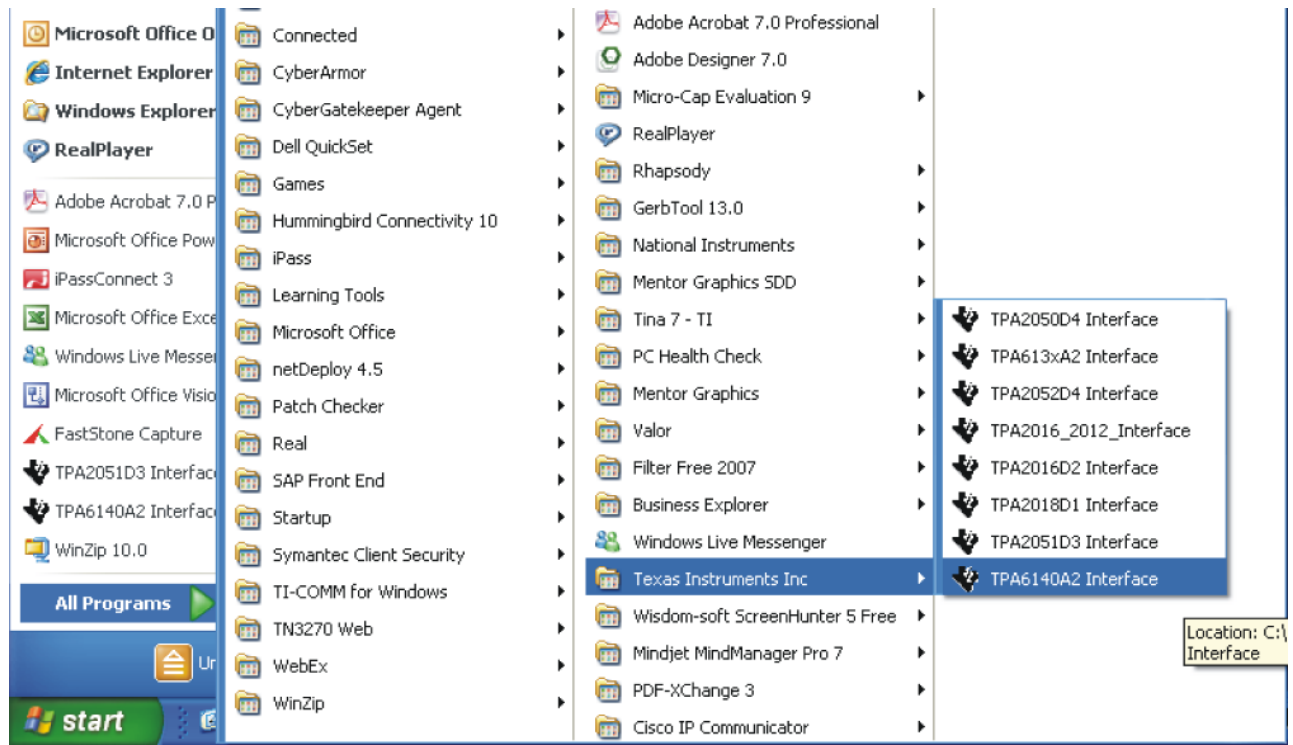 Microsoft Office O
Internet Explorer
Windows Explorer
RealPlayer
Adobe Acrobat 7.0 P
Microsoft Office Pow
iPassConnect 3
Microsoft Office Exce
Windows Live Messen
Microsoft Office Visio
FastStone Capture
TPA2051D3 Interfac
TPA6140A2 Interfac
WinZip 10.0
All Programs
Ur
start
Connected
CyberArmor
CyberGatekeeper Agent
Dell QuickSet
Games
Hummingbird Connectivity 10
iPass
Learning Tools
Microsoft Office
netDeploy 4.5
Patch Checker
Real
SAP Front End
Startup
Symantec Client Security
TI-COMM for Windows
TN3270 Web
WebEx
WinZip
Adobe Acrobat 7.0 Professional
Adobe Designer 7.0
Micro-Cap Evaluation 9
RealPlayer
Rhapsody
GerbTool 13.0
National Instruments
Mentor Graphics SDD
Tina 7 - TI
PC Health Check
Mentor Graphics
Valor
Filter Free 2007
Business Explorer
Windows Live Messenger
Texas Instruments Inc
Wisdom-soft ScreenHunter 5 Free
Mindjet MindManager Pro 7
PDF-XChange 3
Cisco IP Communicator
TPA2050D4 Interface
TPA613xA2 Interface
TPA2052D4 Interface
TPA2016_2012_Interface
TPA2016D2 Interface
TPA2018D1 Interface
TPA2051D3 Interface
TPA6140A2 Interface
Location: C:\
Interface